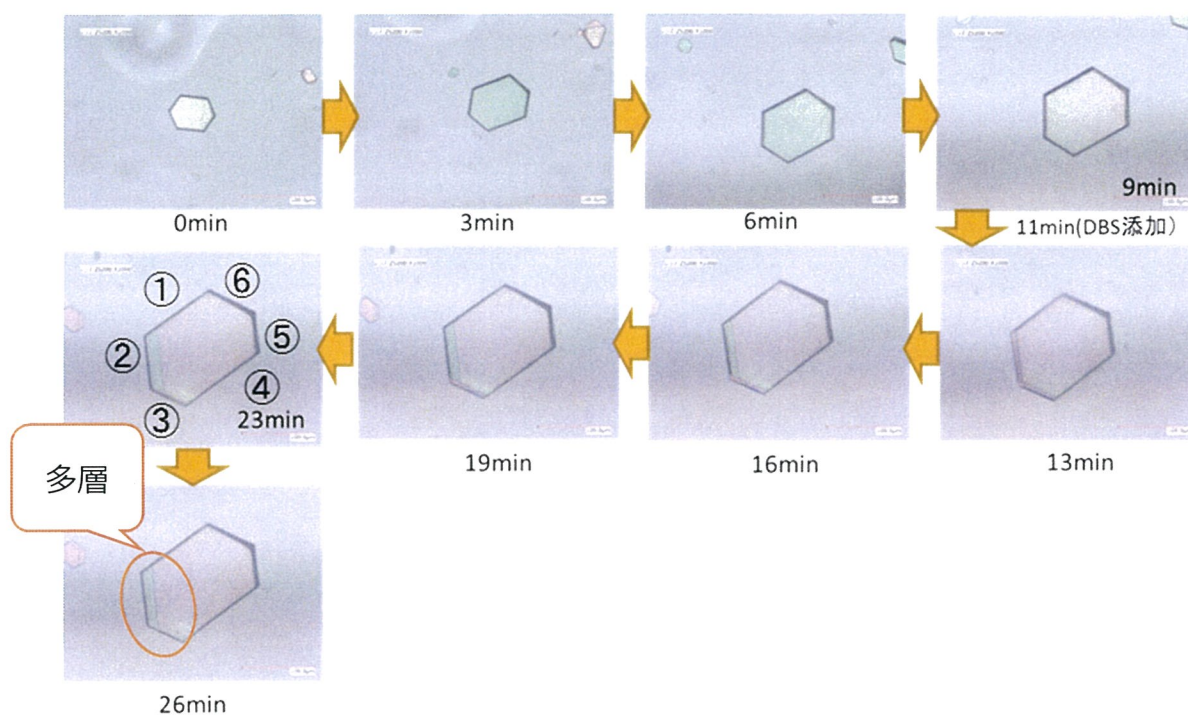 0min
3min
6min
9min
11min(DBS添加）
13min
16min
19min
①
⑥
②
⑤
④
③
23min
多層
26min